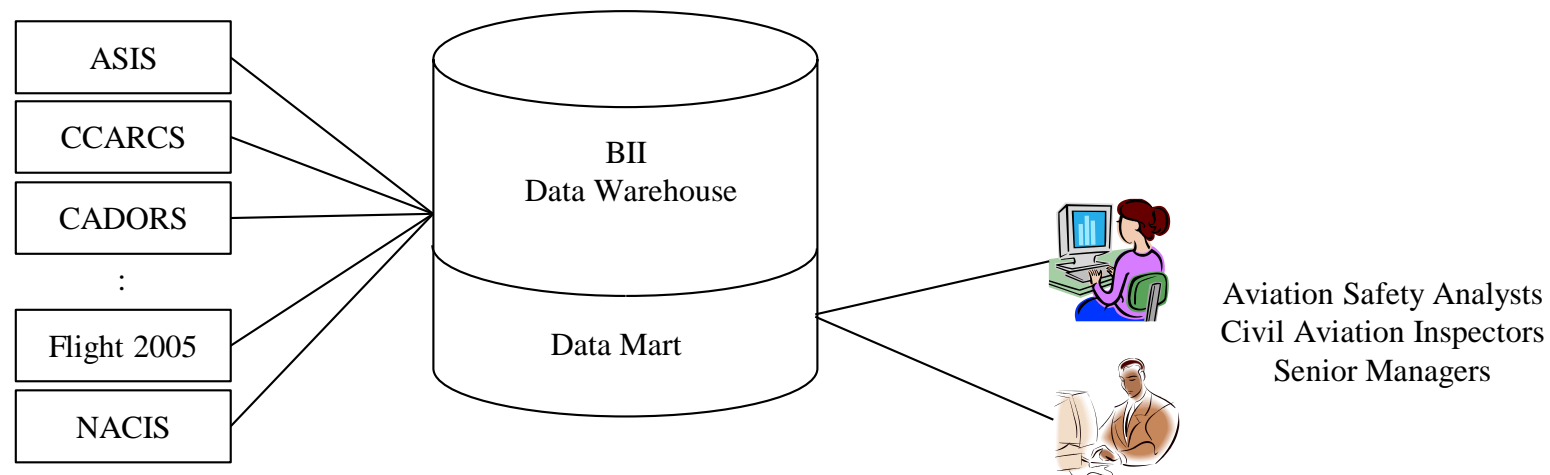 ASIS
CCARCS
CADORS
:
Flight 2005
NACIS
BII
Data Warehouse
Data Mart
Aviation Safety Analysts
Civil Aviation Inspectors
Senior Managers